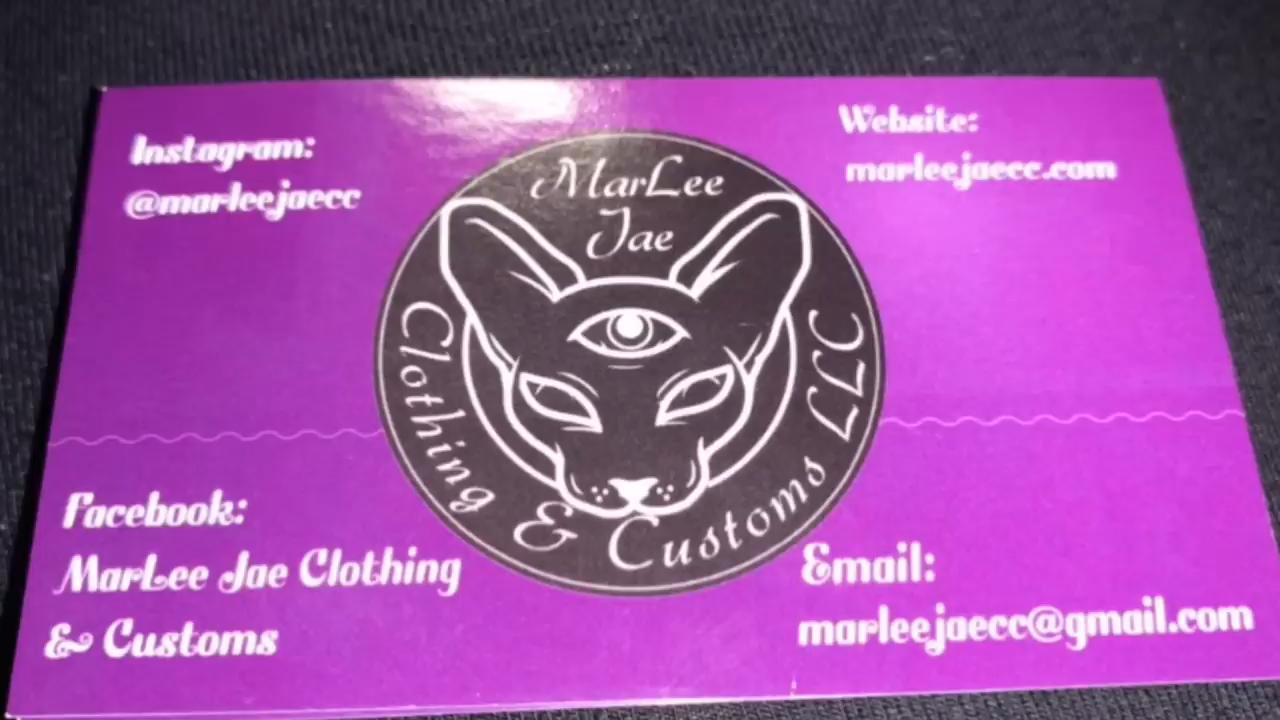 Instagram:
@marleejaecc
Website:
marleejaecc.com
MarLee
Jae
Clothing & Customs LLC
Facebook:
MarLee Jae Clothing
& Customs
Email:
marleejaecc@gmail.com